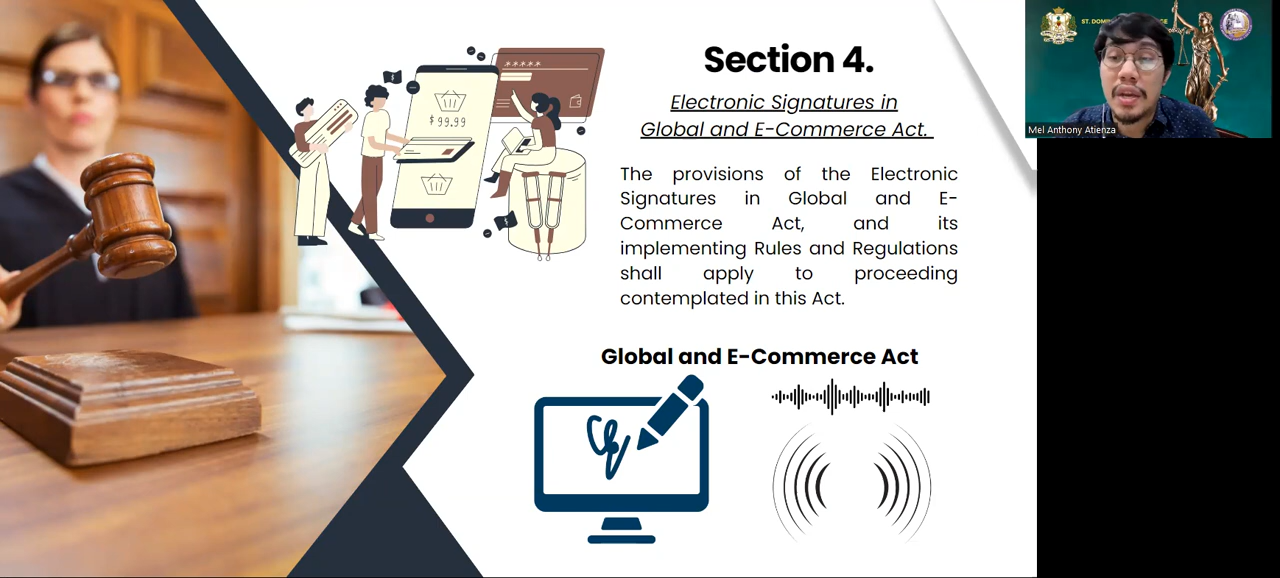 Section 4.
Electronic Signatures in
Global and E-Commerce Act.
The provisions of the Electronic
Signatures in Global and E-
Commerce Act, and its
implementing Rules and Regulations
shall apply to proceeding
contemplated in this Act.
Global and E-Commerce Act
$ 99.99
ST. DOM
Mel Anthony Atienza